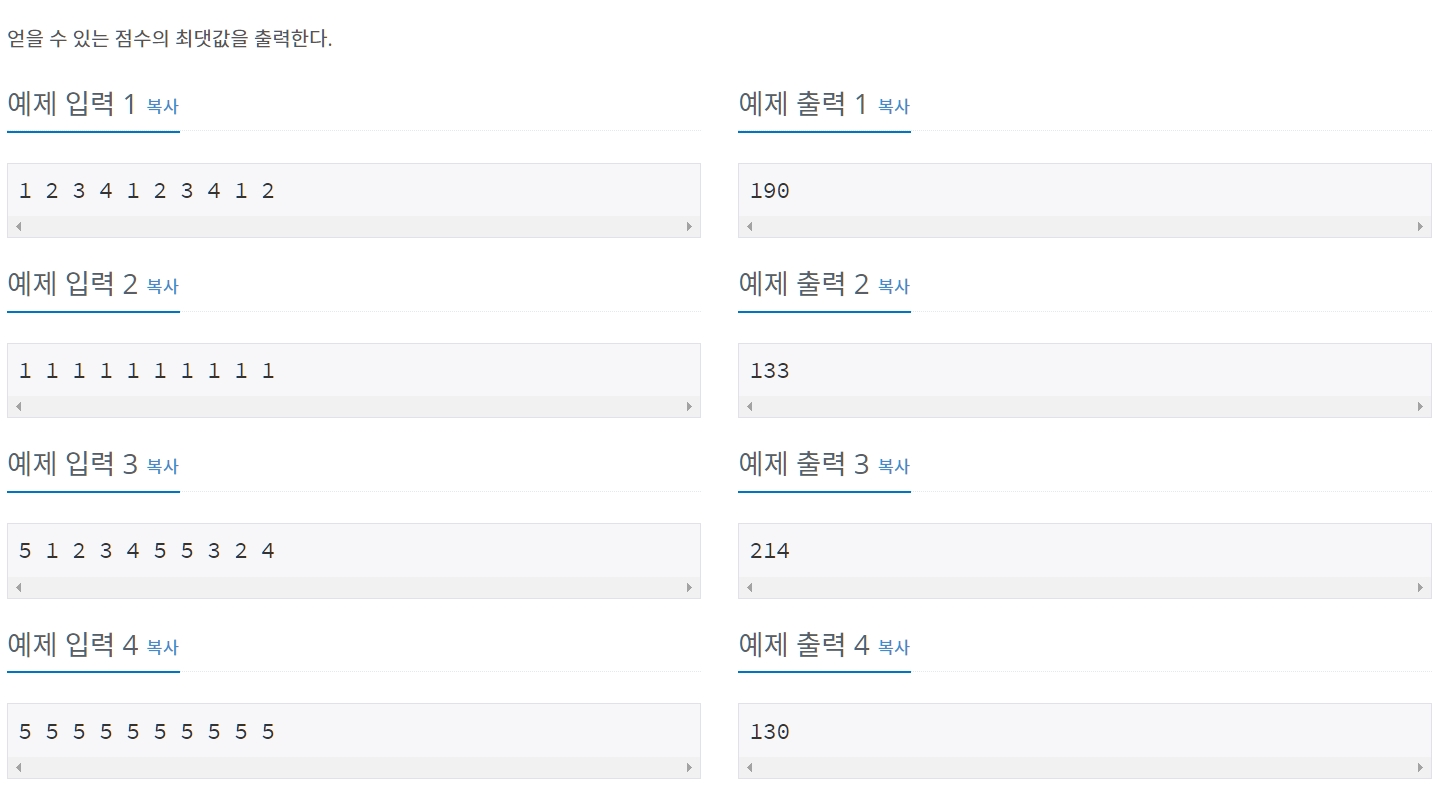 얻을 수 있는 점수의 최댓값을 출력한다.
예제 입력 1 복사
예제 출력 1 복사
1 2 3 4 1 2 3 4 1 2
190
예제 입력 2 복사
예제 출력 2 복사
1 1 1 1 1 1 1 1 1 1
133
예제 입력 3 복사
예제 출력 3 복사
5 1 2 3 4 5 5 3 2 4
214
예제 입력 4 복사
예제 출력 4 복사
5 5 5 5 5 5 5 5 5 5
130